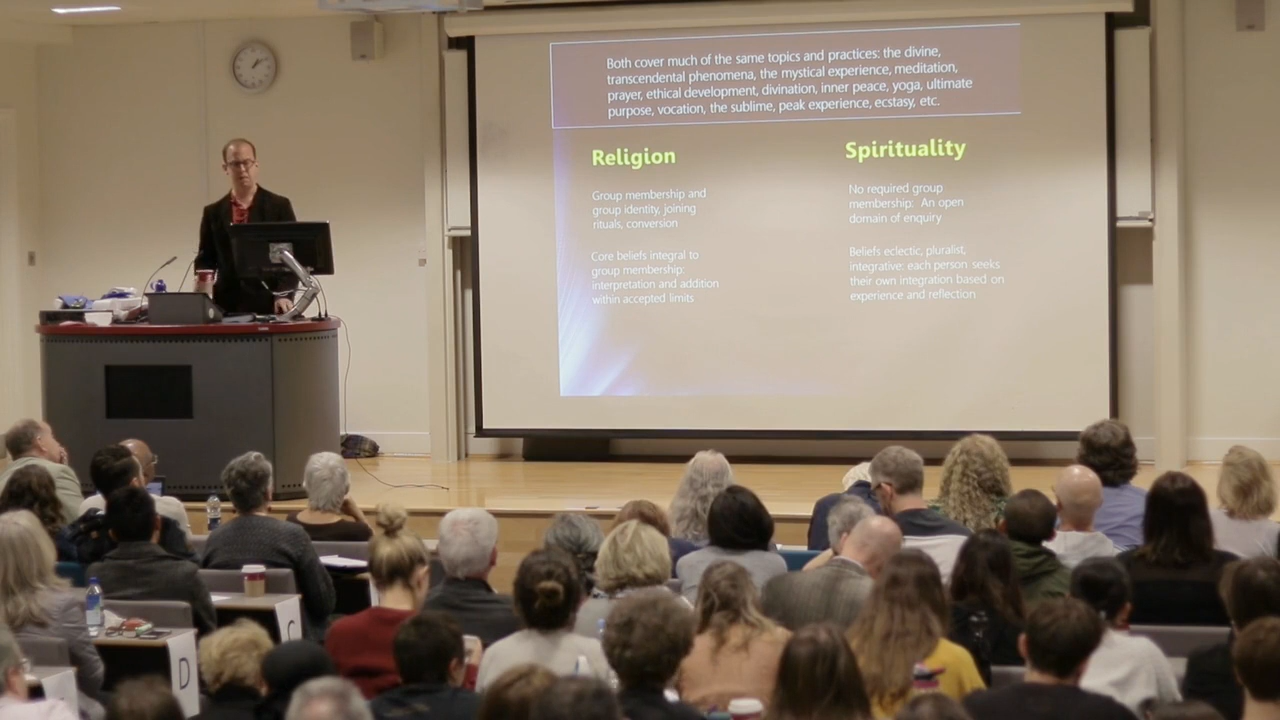 Both cover much of the same topics and practices: the divine,
transcendental phenomena, the mystical experience, meditation,
prayer, ethical development, divination, inner peace, yoga, ultimate
purpose, vocation, the sublime, peak experience, ecstasy, etc.
Religion
Group membership and
group identity, joining
rituals, conversion
Core beliefs integral to
group membership:
interpretation and addition
within accepted limits
Spirituality
No required group
membership: An open
domain of enquiry
Beliefs eclectic, pluralist,
integrative: each person seeks
their own integration based on
experience and reflection
C
D